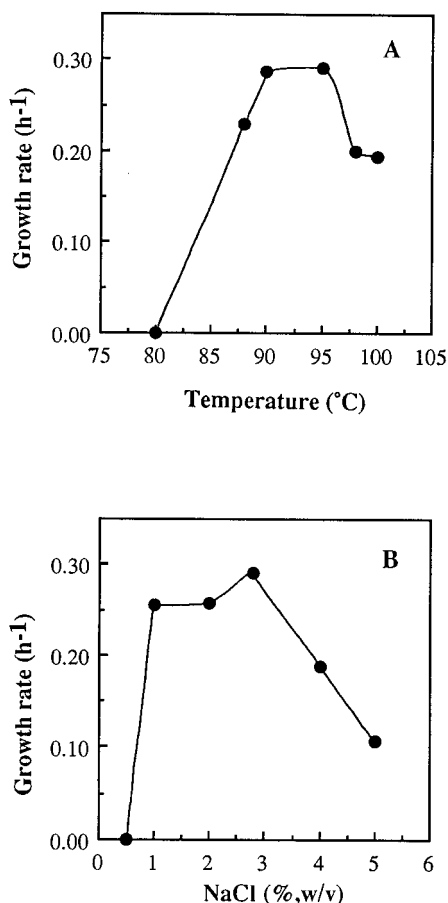 A
Growth rate (h-1)
0.30
0.20
0.10
0.00
75 80 85 90 95 100 105
Temperature (°C)
B
Growth rate (h-1)
0.30
0.20
0.10
0.00
0 1 2 3 4 5 6
NaCl (%,w/v)